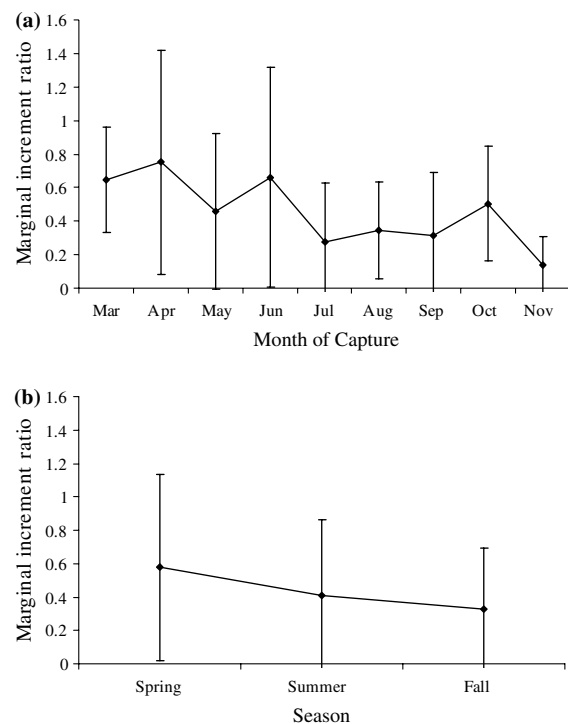 (a)
1.6
1.4
1.2
1
0.8
0.6
0.4
0.2
0
Marginal increment ratio
Mar Apr May Jun Jul Aug Sep Oct Nov
Month of Capture
(b)
1.6
1.4
1.2
1
0.8
0.6
0.4
0.2
0
Marginal increment ratio
Spring Summer Fall
Season